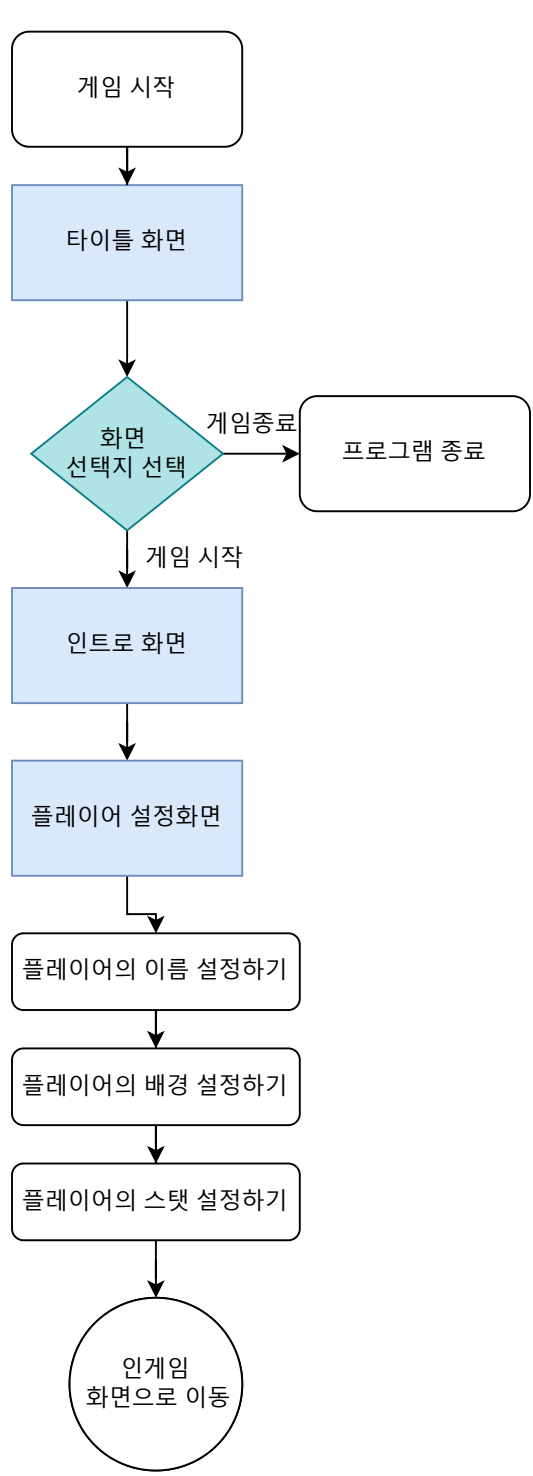 게임 시작
타이틀 화면
화면
선택지 선택
게임종료
프로그램 종료
게임 시작
인트로 화면
플레이어 설정화면
플레이어의 이름 설정하기
플레이어의 배경 설정하기
플레이어의 스탯 설정하기
인게임
화면으로 이동